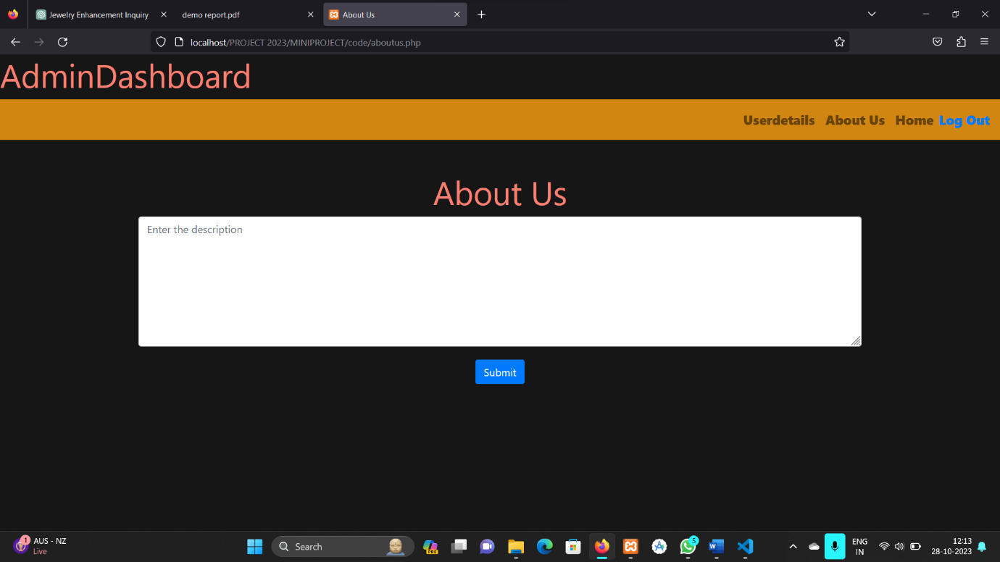 Jewelry Enhancement Inquiry
demo report.pdf
About Us
localhost/PROJECT 2023/MINIPROJECT/code/aboutus.php
AdminDashboard
Userdetails About Us Home Log Out
About Us
Enter the description
Submit
1
AUS - NZ
Live
Search
PRE
5
ENG
IN
12:13
28-10-2023